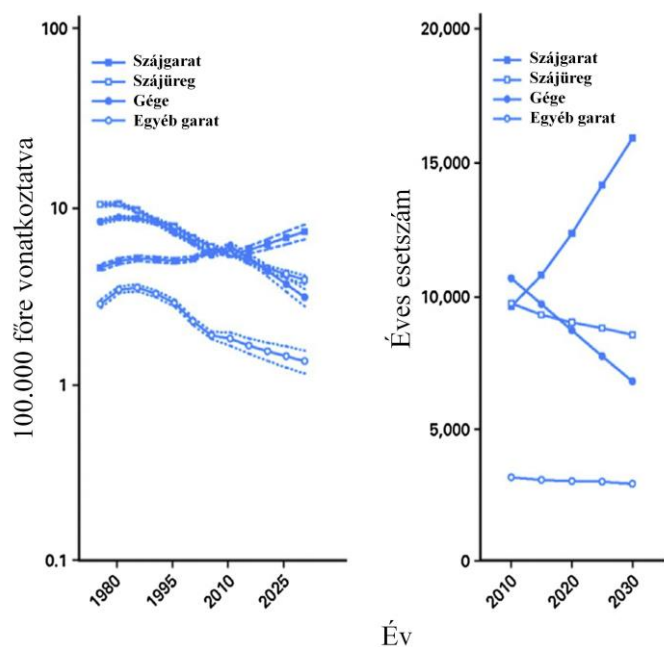 100.000 főre vonatkoztatva
100
10
1
0.1
Szájgarat
Szájüreg
Gége
Egyéb garat
1980
1995
2010
2025
Éves esetszám
20,000
15,000
10,000
5,000
0
Szájgarat
Szájüreg
Gége
Egyéb garat
2010
2020
2030
Év